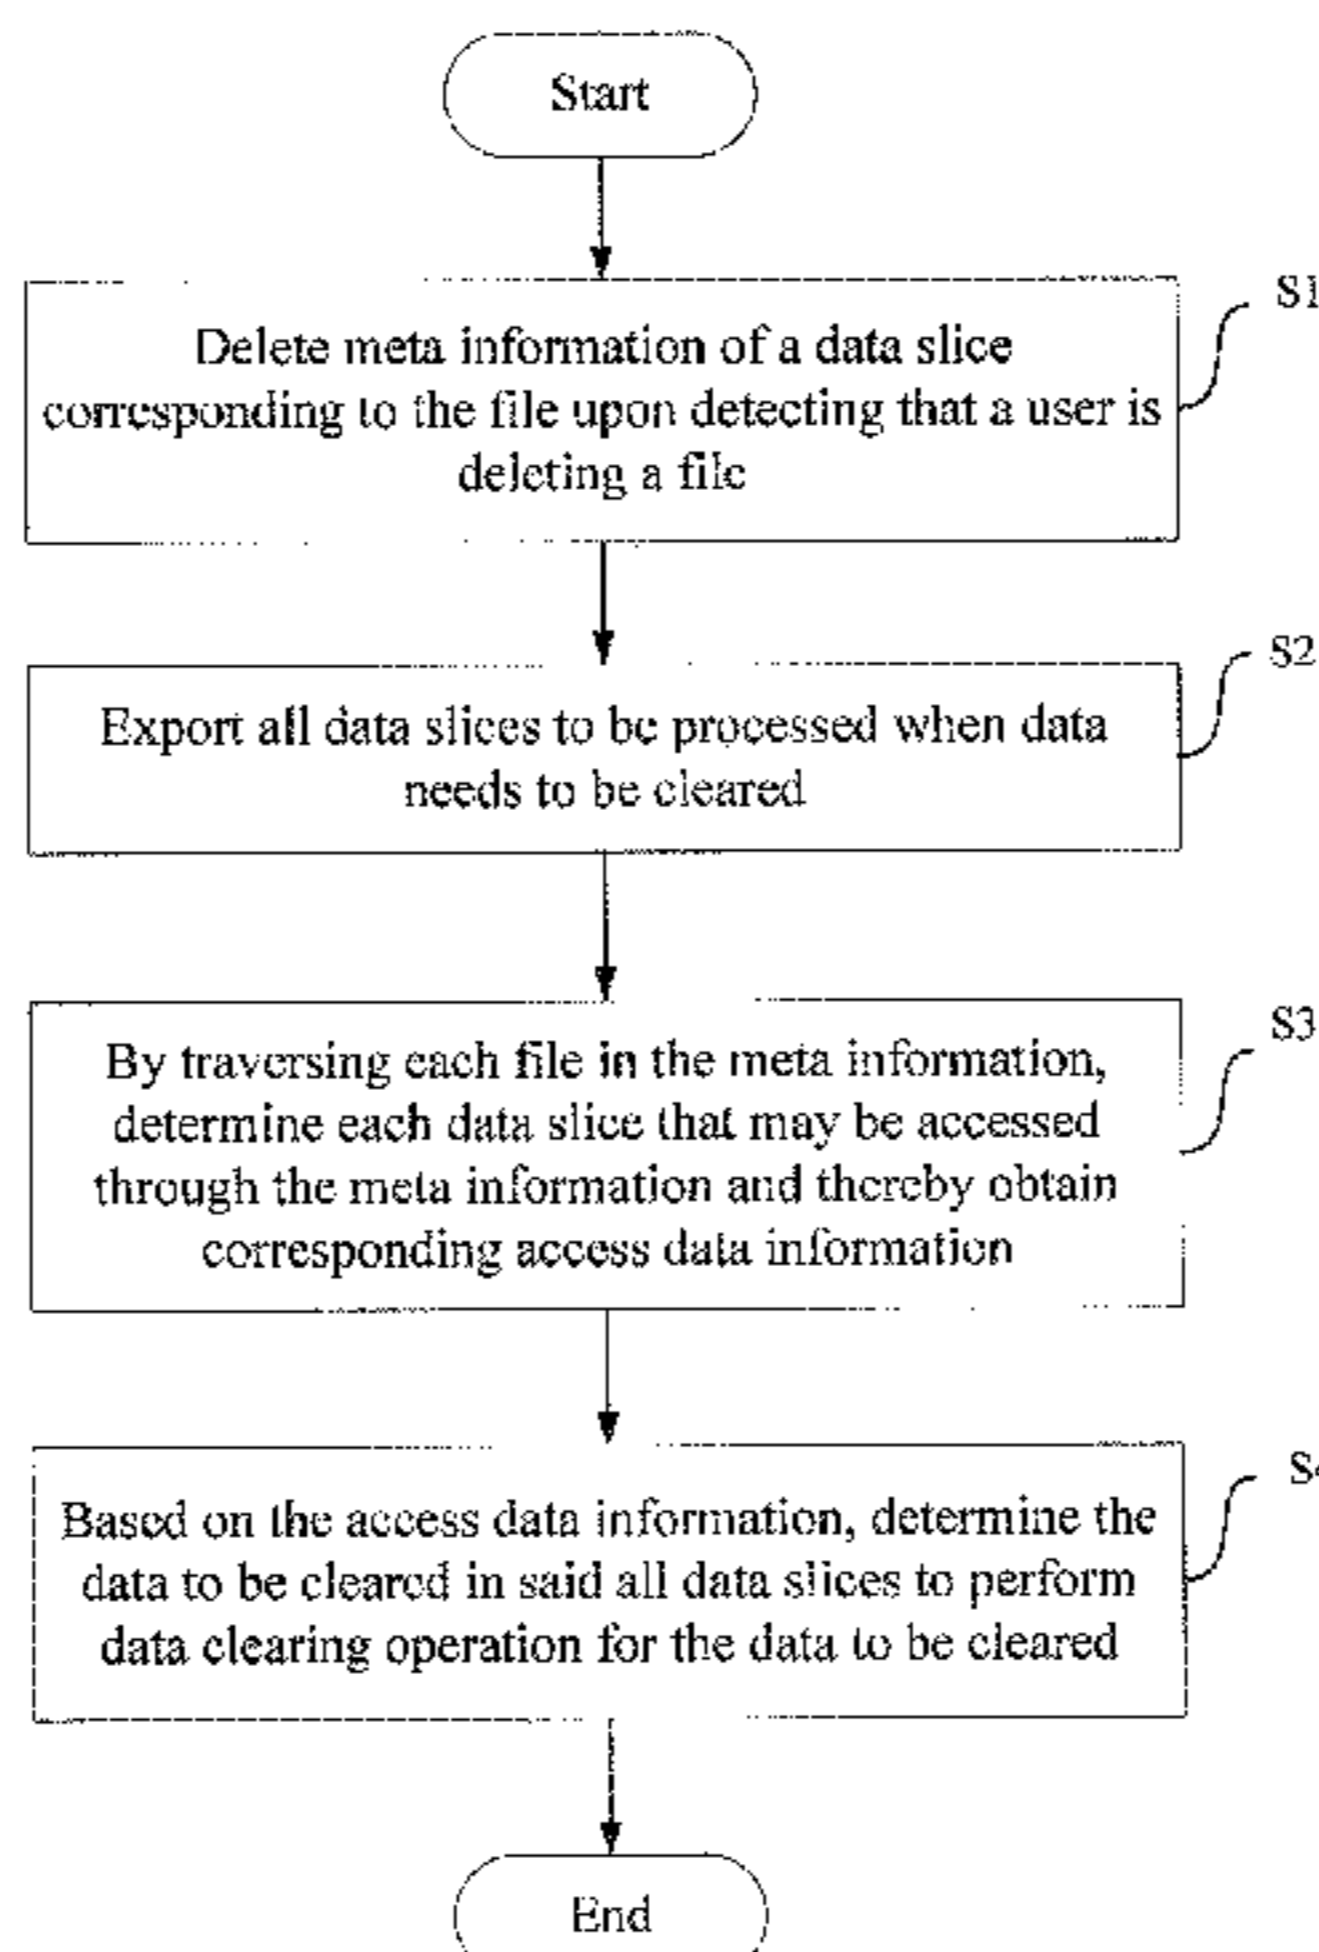 Start
S1
Delete meta information of a data slice
corresponding to the file upon detecting that a user is
deleting a file
S2
Export all data slices to be processed when data
needs to be cleared
S3
By traversing each file in the meta information,
determine each data slice that may be accessed
through the meta information and thereby obtain
corresponding access data information
S4
Based on the access data information, determine the
data to be cleared in said all data slices to perform
data clearing operation for the data to be cleared
End